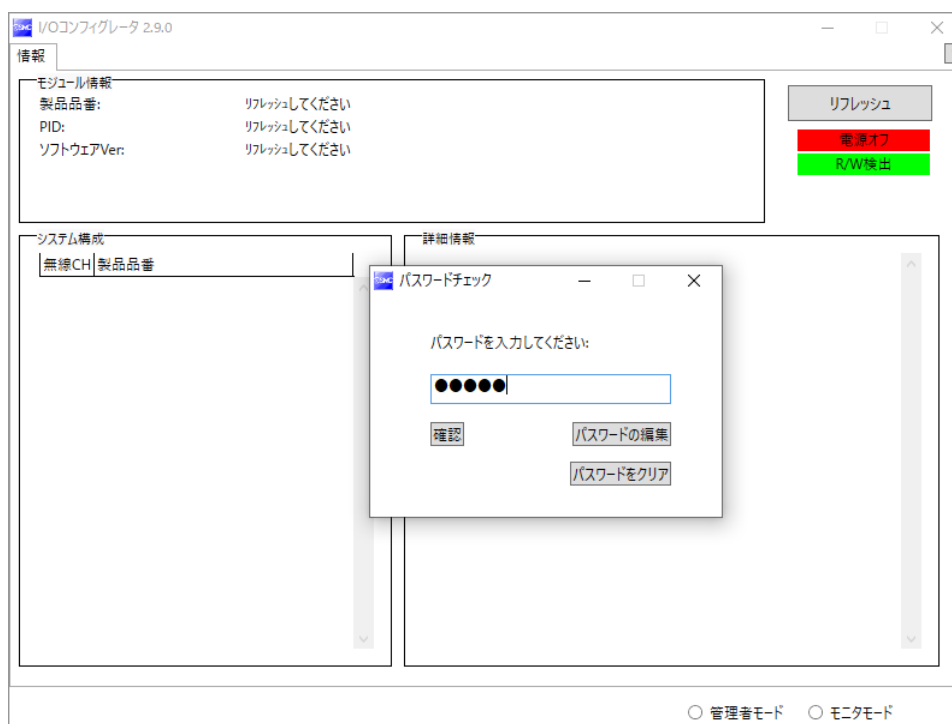 SMC I/Oコンフィグレータ 2.9.0
情報
モジュール情報
製品品番: リフレッシュしてください
PID: リフレッシュしてください
ソフトウェアVer: リフレッシュしてください
リフレッシュ
電源オフ
R/W検出
システム構成
無線CH 製品品番
詳細情報
SMC パスワードチェック
パスワードを入力してください:
●●●●●
確認 パスワードの編集
パスワードをクリア
管理者モード モニタモード